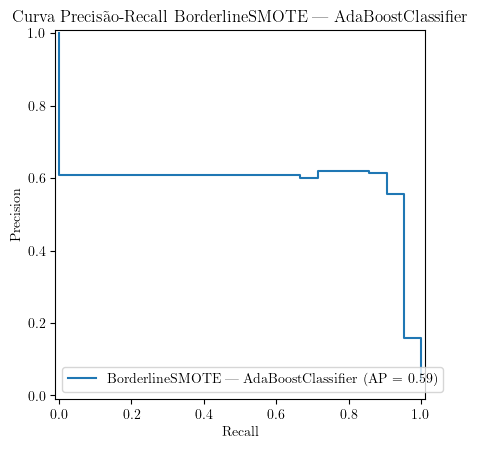 Curva Precisão-Recall BorderlineSMOTE — AdaBoostClassifier
1.0
0.8
0.6
0.4
0.2
0.0
Precision
BorderlineSMOTE — AdaBoostClassifier (AP = 0.59)
0.0 0.2 0.4 0.6 0.8 1.0
Recall